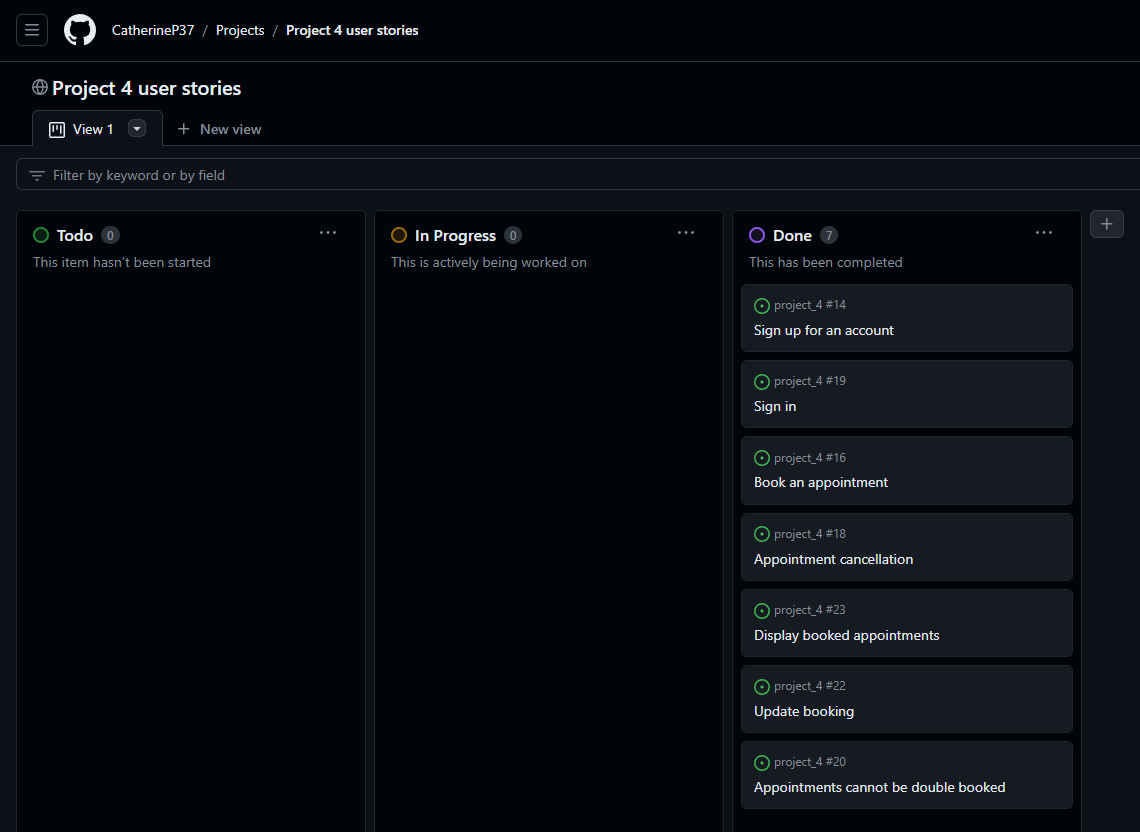 CatherineP37 / Projects / Project 4 user stories
Project 4 user stories
View 1 New view
Filter by keyword or by field
Todo 0
This item hasn't been started
In Progress 0
This is actively being worked on
Done 7
This has been completed
project_4 #14
Sign up for an account
project_4 #19
Sign in
project_4 #16
Book an appointment
project_4 #18
Appointment cancellation
project_4 #23
Display booked appointments
project_4 #22
Update booking
project_4 #20
Appointments cannot be double booked